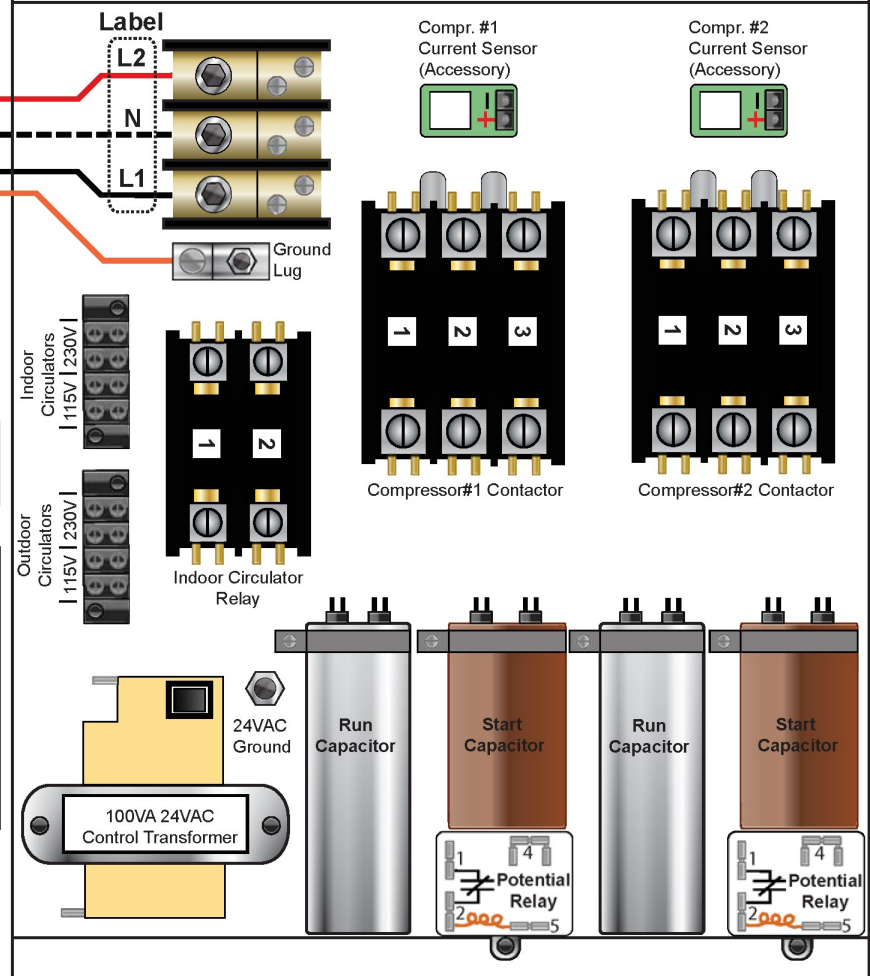 Label
L2
N
L1
Compr. #1
Current Sensor
(Accessory)
-
+
Compr. #2
Current Sensor
(Accessory)
-
+
Ground
Lug
Indoor
Circulators
115V
230V
1
2
1
2
3
1
2
3
Compressor#1 Contactor
Compressor#2 Contactor
Outdoor
Circulators
115V
230V
Indoor Circulator
Relay
24VAC
Ground
Run
Capacitor
Start
Capacitor
Run
Capacitor
Start
Capacitor
100VA 24VAC
Control Transformer
1
4
Potential
Relay
2
5
1
4
Potential
Relay
2
5